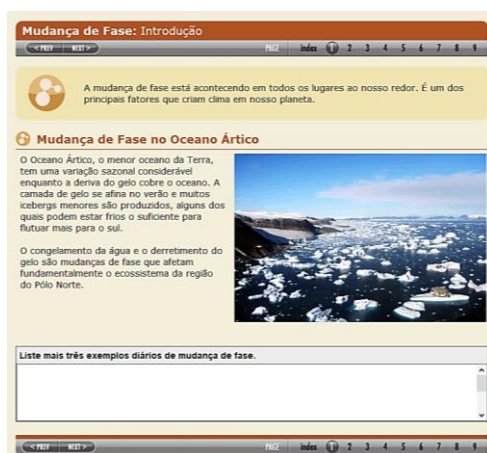 Mudança de Fase: Introdução
< PREV NEXT > PAGE index 1 2 3 4 5 6 7 8 9
A mudança de fase está acontecendo em todos os lugares ao nosso redor. É um dos
principais fatores que criam clima em nosso planeta.
Mudança de Fase no Oceano Ártico
O Oceano Ártico, o menor oceano da Terra,
tem uma variação sazonal considerável
enquanto a deriva do gelo cobre o oceano. A
camada de gelo se afina no verão e muitos
icebergs menores são produzidos, alguns dos
quais podem estar frios o suficiente para
flutuar mais para o sul.
O congelamento da água e o derretimento do
gelo são mudanças de fase que afetam
fundamentalmente o ecossistema da região
do Pólo Norte.
Liste mais três exemplos diários de mudança de fase.
< PREV NEXT > PAGE index 1 2 3 4 5 6 7 8 9